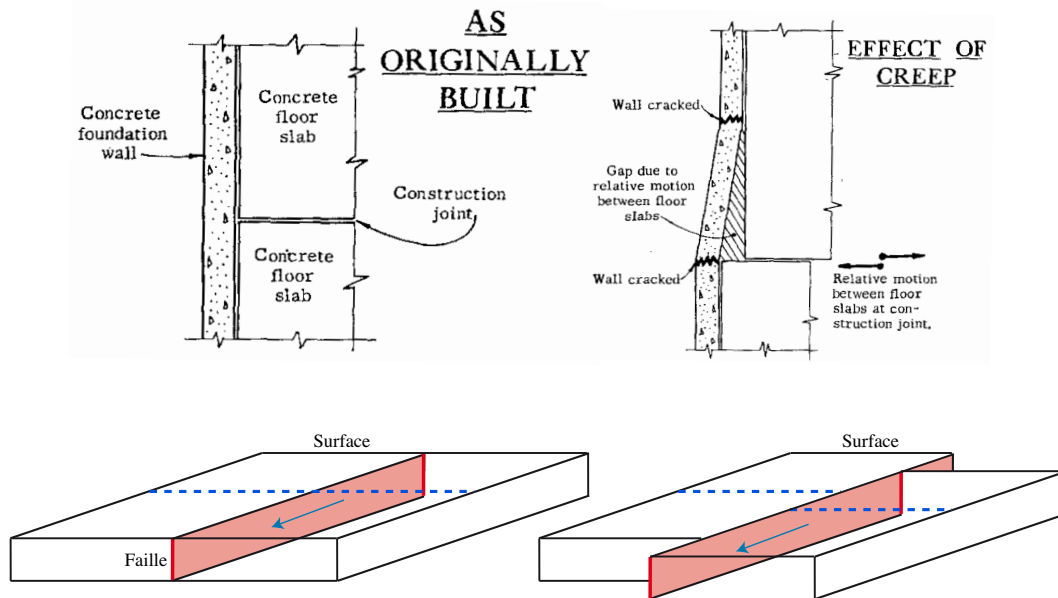 AS
ORIGINALLY
BUILT
Concrete
floor
slab
Concrete
foundation
wall
Construction
joint
Concrete
floor
slab
EFFECT OF
CREEP
Wall cracked
Gap due to
relative motion
between floor
slabs
Wall cracked
Relative motion
between floor
slabs at con-
struction joint.
Surface
Faille
Surface